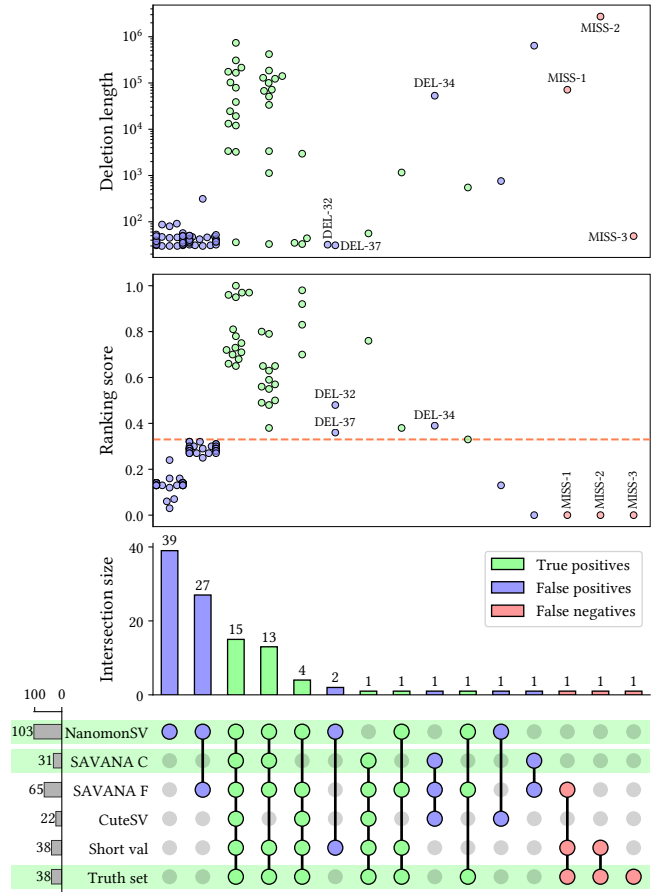 Deletion length
10⁶
10⁵
10⁴
10³
10²
MISS-2
MISS-1
DEL-34
DEL-32
DEL-37
MISS-3
Ranking score
1.0
0.8
0.6
0.4
0.2
0.0
DEL-32
DEL-37
DEL-34
MISS-1
MISS-2
MISS-3
Intersection size
40
20
0
39
27
15
13
4
2
1
1
1
1
1
1
1
1
1
True positives
False positives
False negatives
100 0
103 NanomonSV
31 SAVANA C
65 SAVANA F
22 CuteSV
38 Short val
38 Truth set